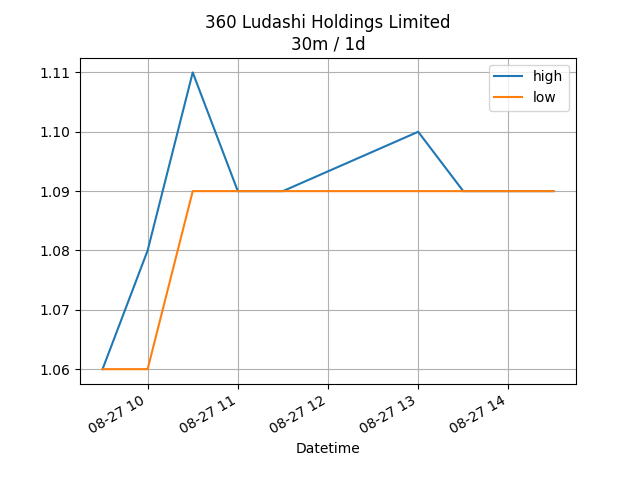 360 Ludashi Holdings Limited
30m / 1d
high
low
1.11
1.10
1.09
1.08
1.07
1.06
08-27 10
08-27 11
08-27 12
08-27 13
08-27 14
Datetime